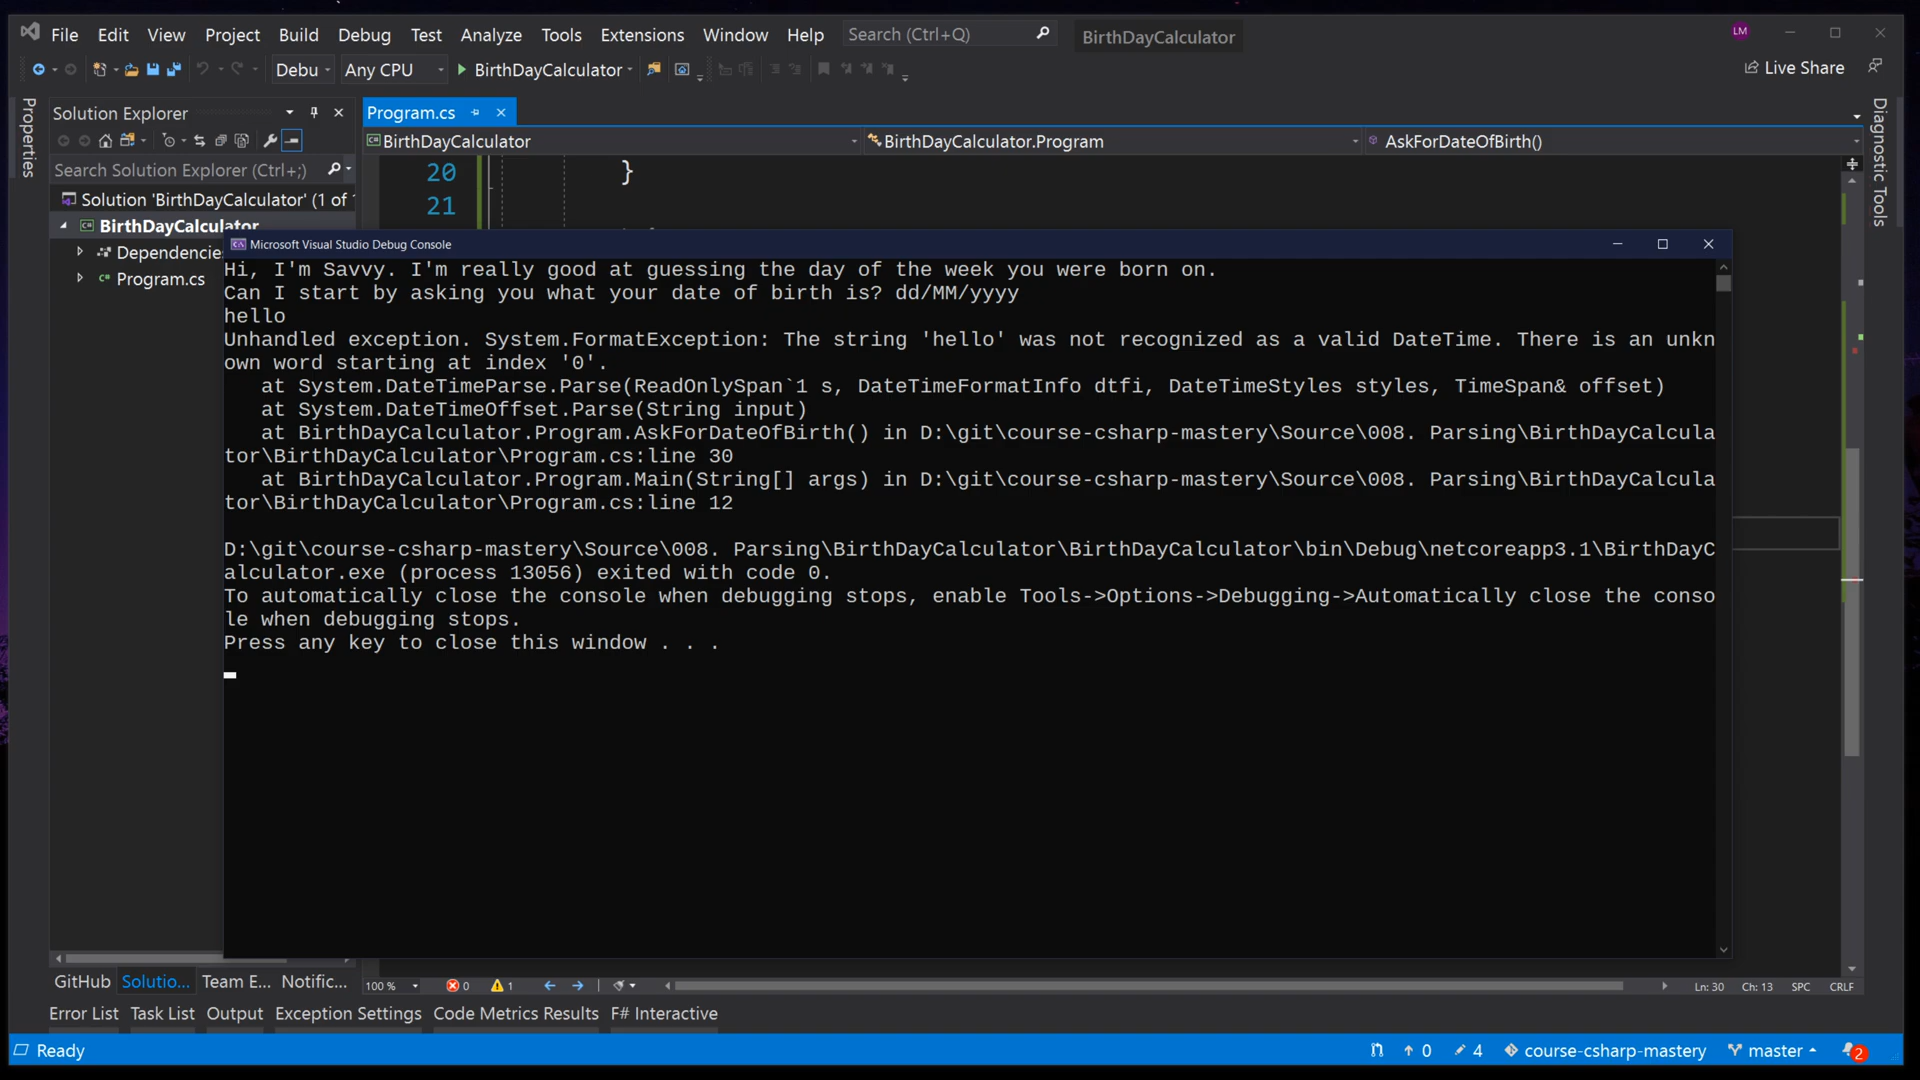 File Edit View Project Build Debug Test Analyze Tools Extensions Window Help Search (Ctrl+Q) BirthDayCalculator LM
Debu Any CPU BirthDayCalculator Live Share
Properties
Solution Explorer
Search Solution Explorer (Ctrl+;)
Solution 'BirthDayCalculator' (1 of 1
BirthDayCalculator
Dependencie
Program.cs
Program.cs
BirthDayCalculator BirthDayCalculator.Program AskForDateOfBirth()
20 }
21
Diagnostic Tools
Microsoft Visual Studio Debug Console
Hi, I'm Savvy. I'm really good at guessing the day of the week you were born on.
Can I start by asking you what your date of birth is? dd/MM/yyyy
hello
Unhandled exception. System.FormatException: The string 'hello' was not recognized as a valid DateTime. There is an unkn
own word starting at index '0'.
at System.DateTimeParse.Parse(ReadOnlySpan`1 s, DateTimeFormatInfo dtfi, DateTimeStyles styles, TimeSpan& offset)
at System.DateTimeOffset.Parse(String input)
at BirthDayCalculator.Program.AskForDateOfBirth() in D:\git\course-csharp-mastery\Source\008. Parsing\BirthDayCalcula
tor\BirthDayCalculator\Program.cs:line 30
at BirthDayCalculator.Program.Main(String[] args) in D:\git\course-csharp-mastery\Source\008. Parsing\BirthDayCalcula
tor\BirthDayCalculator\Program.cs:line 12
D:\git\course-csharp-mastery\Source\008. Parsing\BirthDayCalculator\BirthDayCalculator\bin\Debug\netcoreapp3.1\BirthDayC
alculator.exe (process 13056) exited with code 0.
To automatically close the console when debugging stops, enable Tools->Options->Debugging->Automatically close the conso
le when debugging stops.
Press any key to close this window . . .
GitHub Solutio... Team E... Notific...
100 % 0 1 Ln: 30 Ch: 13 SPC CRLF
Error List Task List Output Exception Settings Code Metrics Results F# Interactive
Ready 0 4 course-csharp-mastery master 2